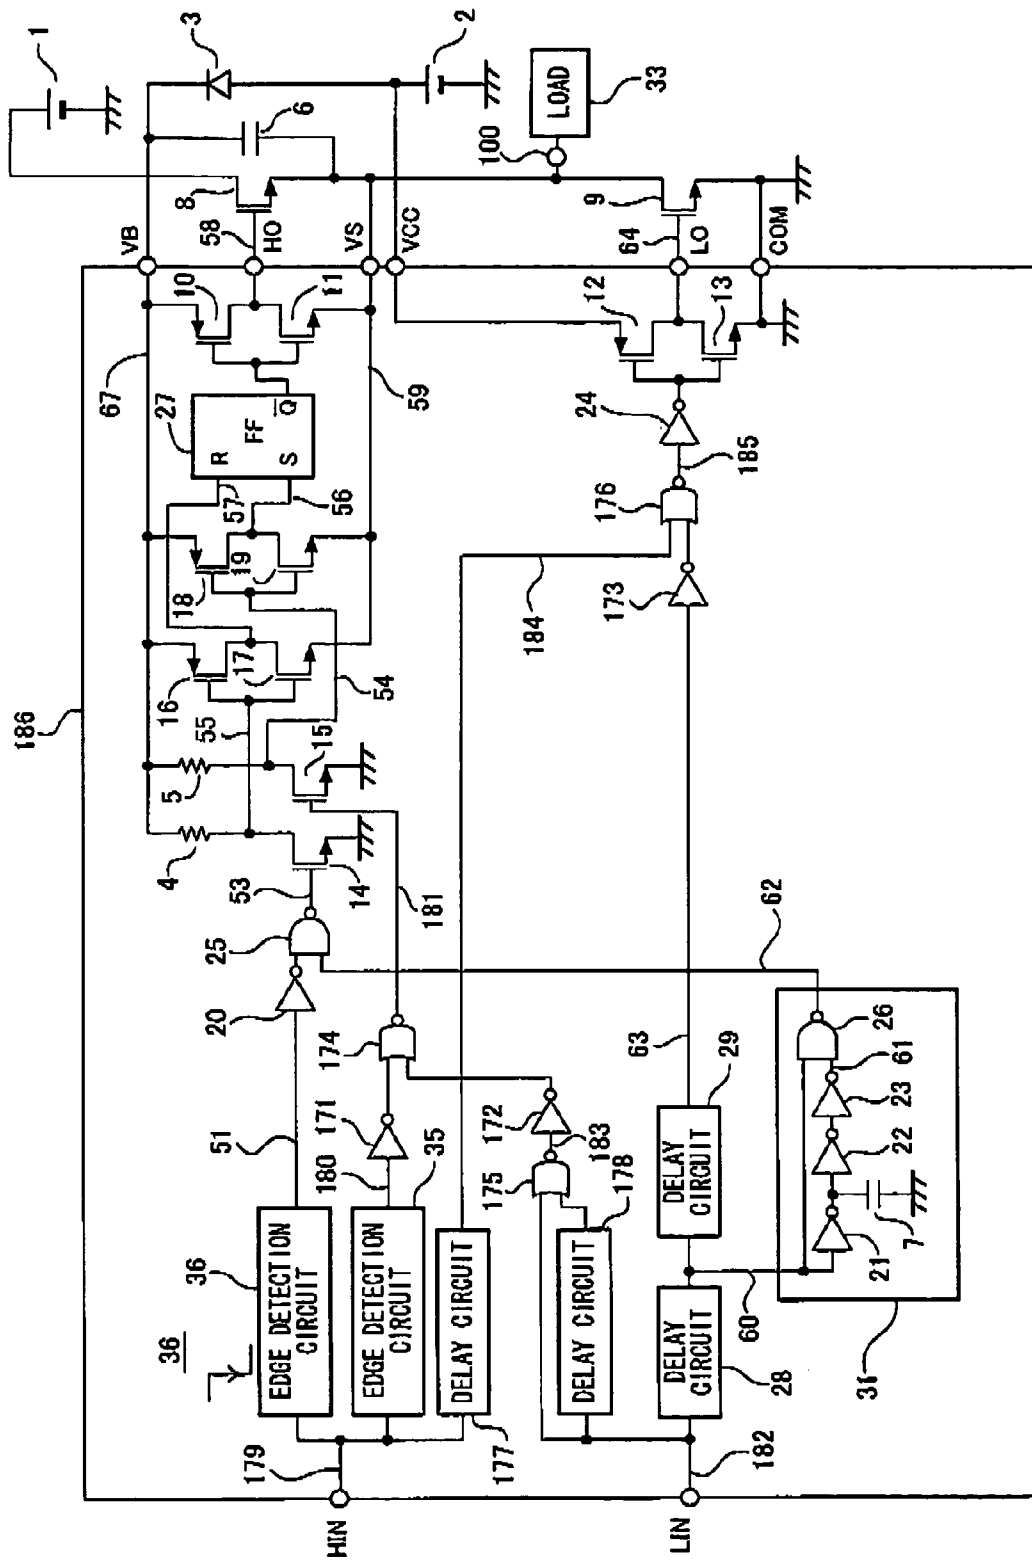 186
1
3
2
6
8
VB
58
HO
VS
VCC
100
LOAD
33
9
64
LO
COM
67
10
11
27
R
FF
Q
S
57
56
59
12
13
24
185
176
18
19
16
17
55
54
184
173
5
4
15
14
53
181
25
20
62
174
171
51
180
35
36
36
EDGE DETECTION
CIRCUIT
EDGE DETECTION
CIRCUIT
DELAY CIRCUIT
177
172
183
175
178
DELAY CIRCUIT
63
29
DELAY
CIRCUIT
DELAY
CIRCUIT
28
60
26
61
23
22
7
21
31
179
HIN
182
LIN